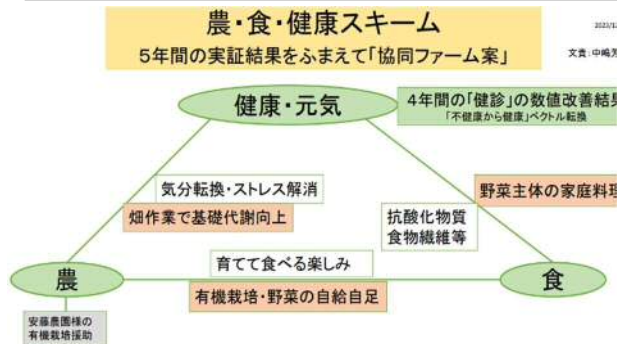 農・食・健康スキーム
5年間の実証結果をふまえて「協同ファーム案」
文責:中嶋
健康・元気
4年間の「健診」の数値改善結果
「不健康から健康」ベクトル転換
気分転換・ストレス解消
畑作業で基礎代謝向上
野菜主体の家庭料理
抗酸化物質
食物繊維等
農
育てて食べる楽しみ
食
有機栽培・野菜の自給自足
安藤農園様の
有機栽培援助